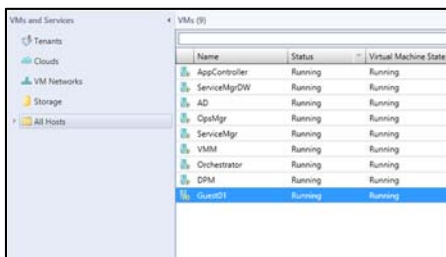 VMs and Services
Tenants
Clouds
VM Networks
Storage
All Hosts
VMs (9)
Name Status Virtual Machine State
AppController Running Running
ServiceMgrDW Running Running
AD Running Running
OpsMgr Running Running
ServiceMgr Running Running
VMM Running Running
Orchestrator Running Running
DPM Running Running
Guest01 Running Running